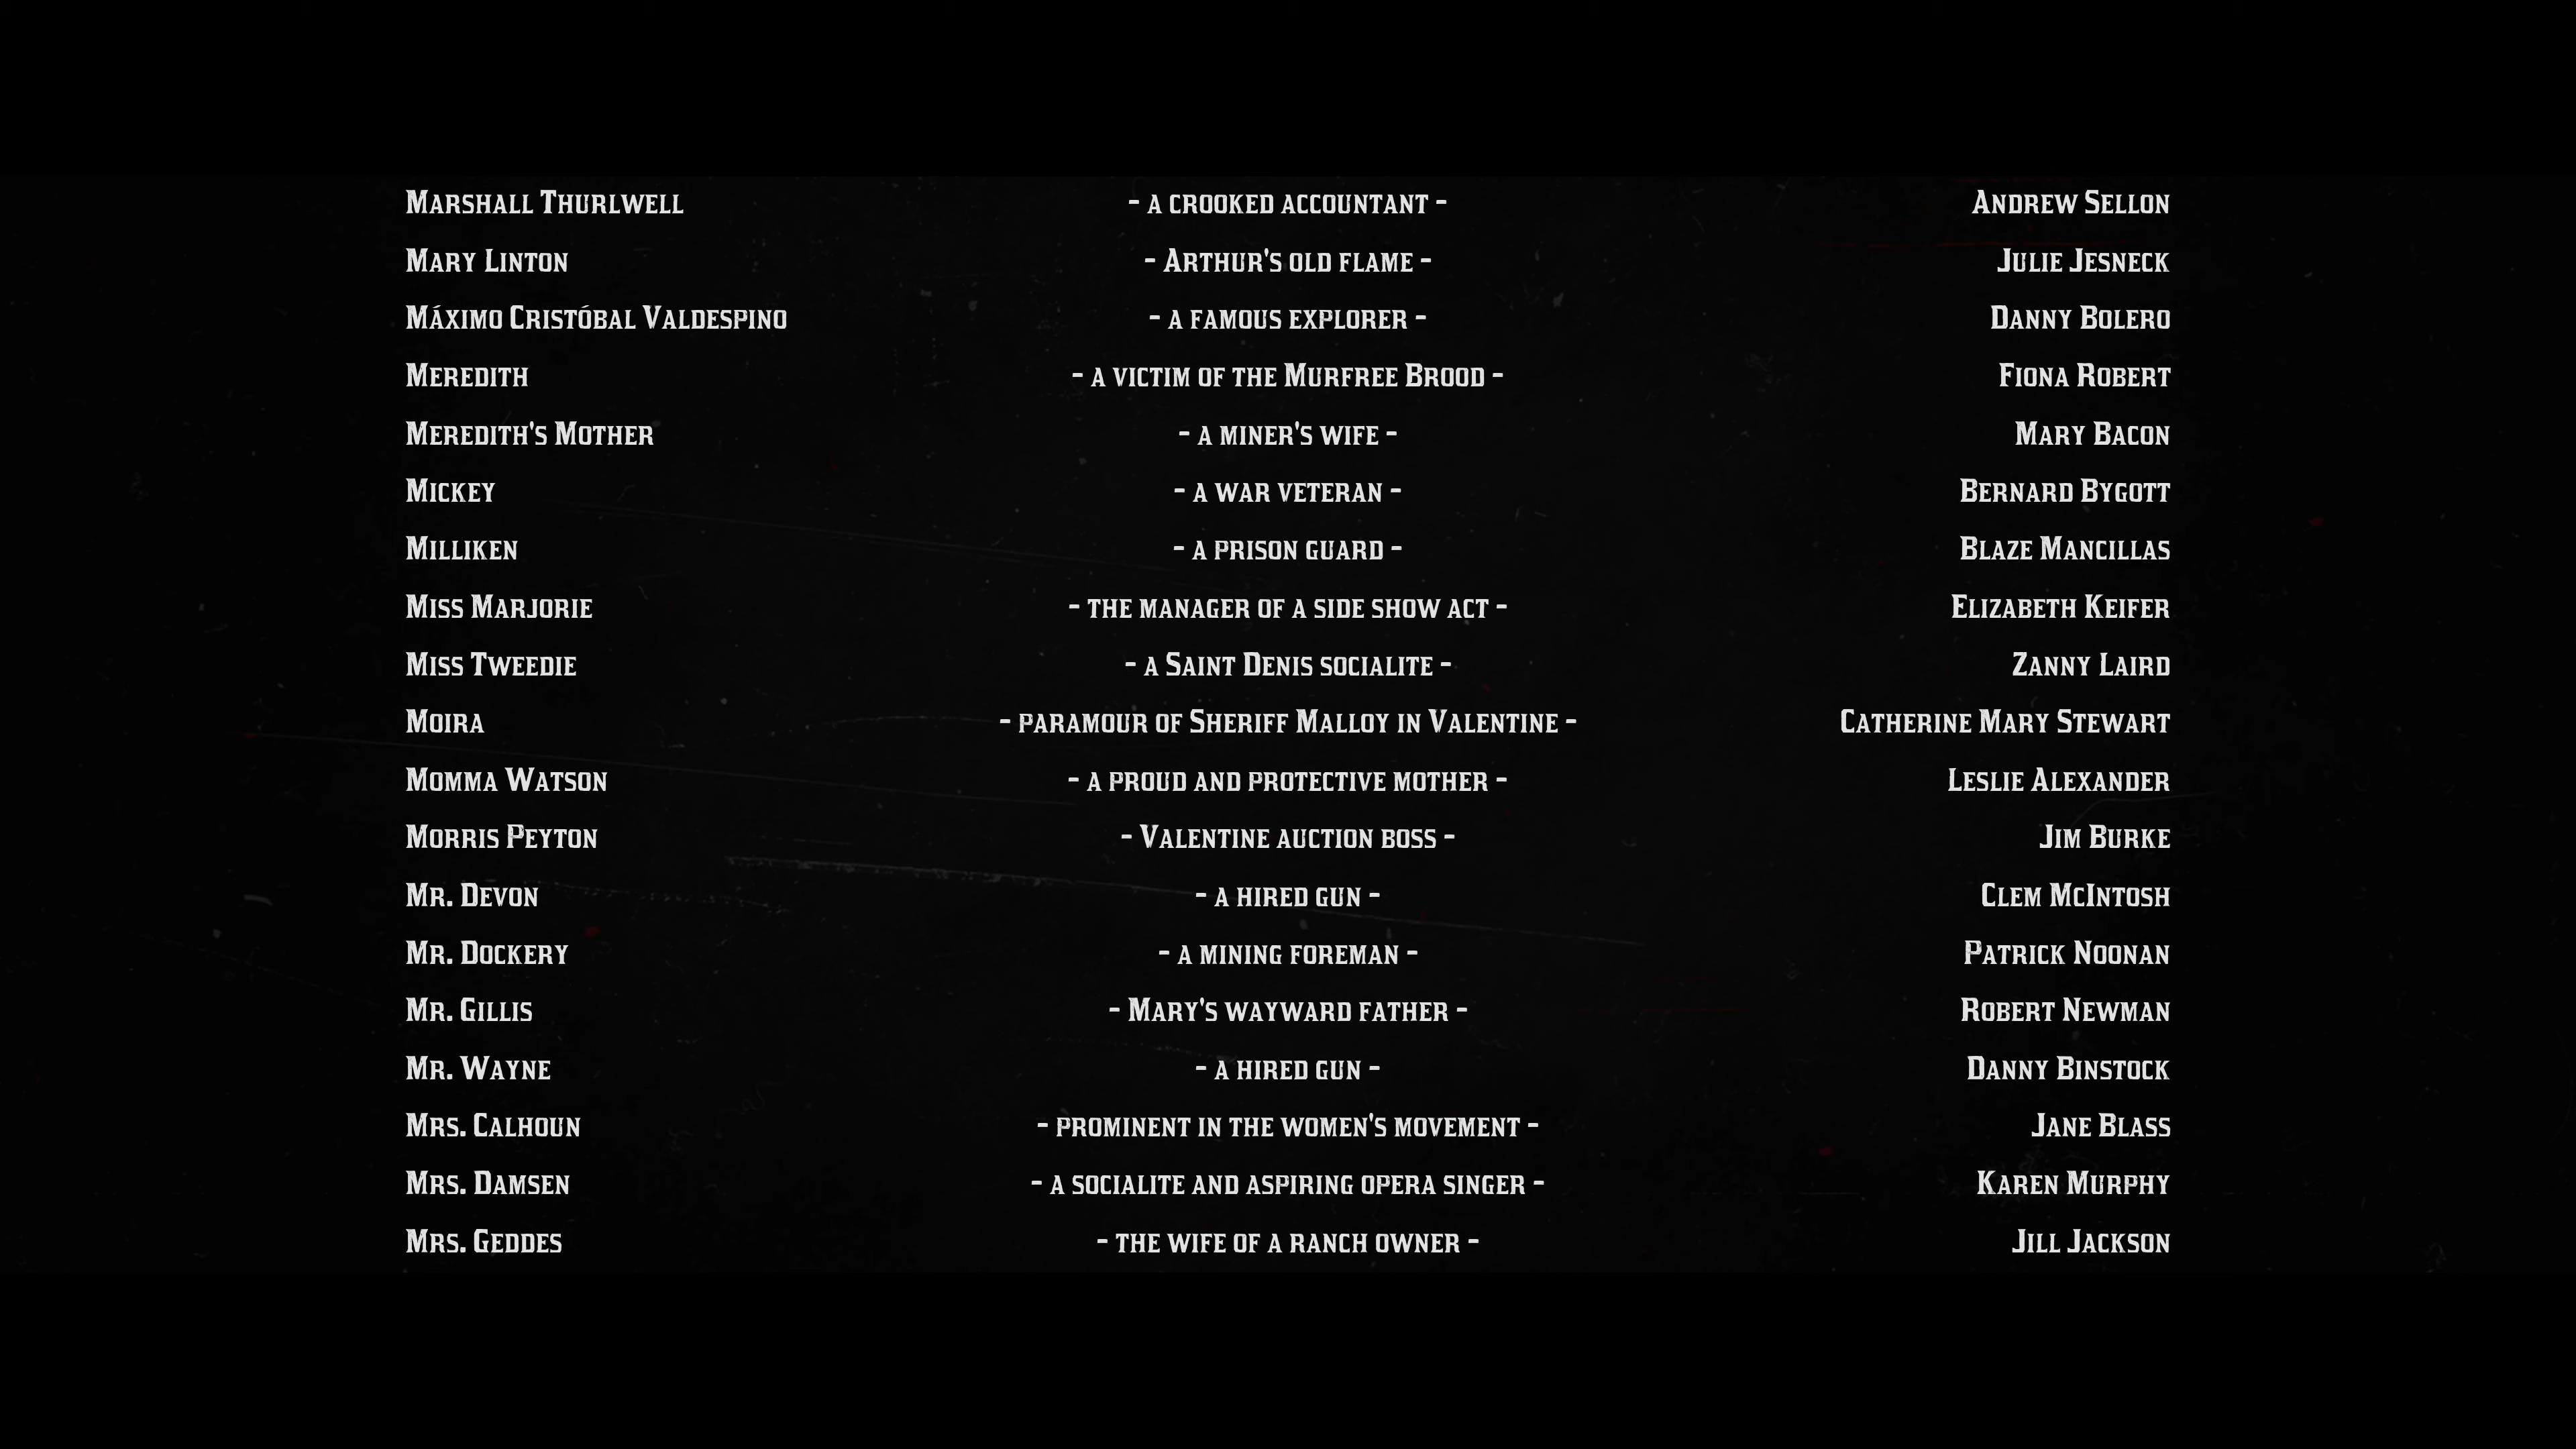 Marshall Thurlwell - a crooked accountant - Andrew Sellon
Mary Linton - Arthur's old flame - Julie Jesneck
Máximo Cristóbal Valdespino - a famous explorer - Danny Bolero
Meredith - a victim of the Murfree Brood - Fiona Robert
Meredith's Mother - a miner's wife - Mary Bacon
Mickey - a war veteran - Bernard Bygott
Milliken - a prison guard - Blaze Mancillas
Miss Marjorie - the manager of a side show act - Elizabeth Keifer
Miss Tweedie - a Saint Denis socialite - Zanny Laird
Moira - paramour of Sheriff Malloy in Valentine - Catherine Mary Stewart
Momma Watson - a proud and protective mother - Leslie Alexander
Morris Peyton - Valentine auction boss - Jim Burke
Mr. Devon - a hired gun - Clem McIntosh
Mr. Dockery - a mining foreman - Patrick Noonan
Mr. Gillis - Mary's wayward father - Robert Newman
Mr. Wayne - a hired gun - Danny Binstock
Mrs. Calhoun - prominent in the women's movement - Jane Blass
Mrs. Damsen - a socialite and aspiring opera singer - Karen Murphy
Mrs. Geddes - the wife of a ranch owner - Jill Jackson